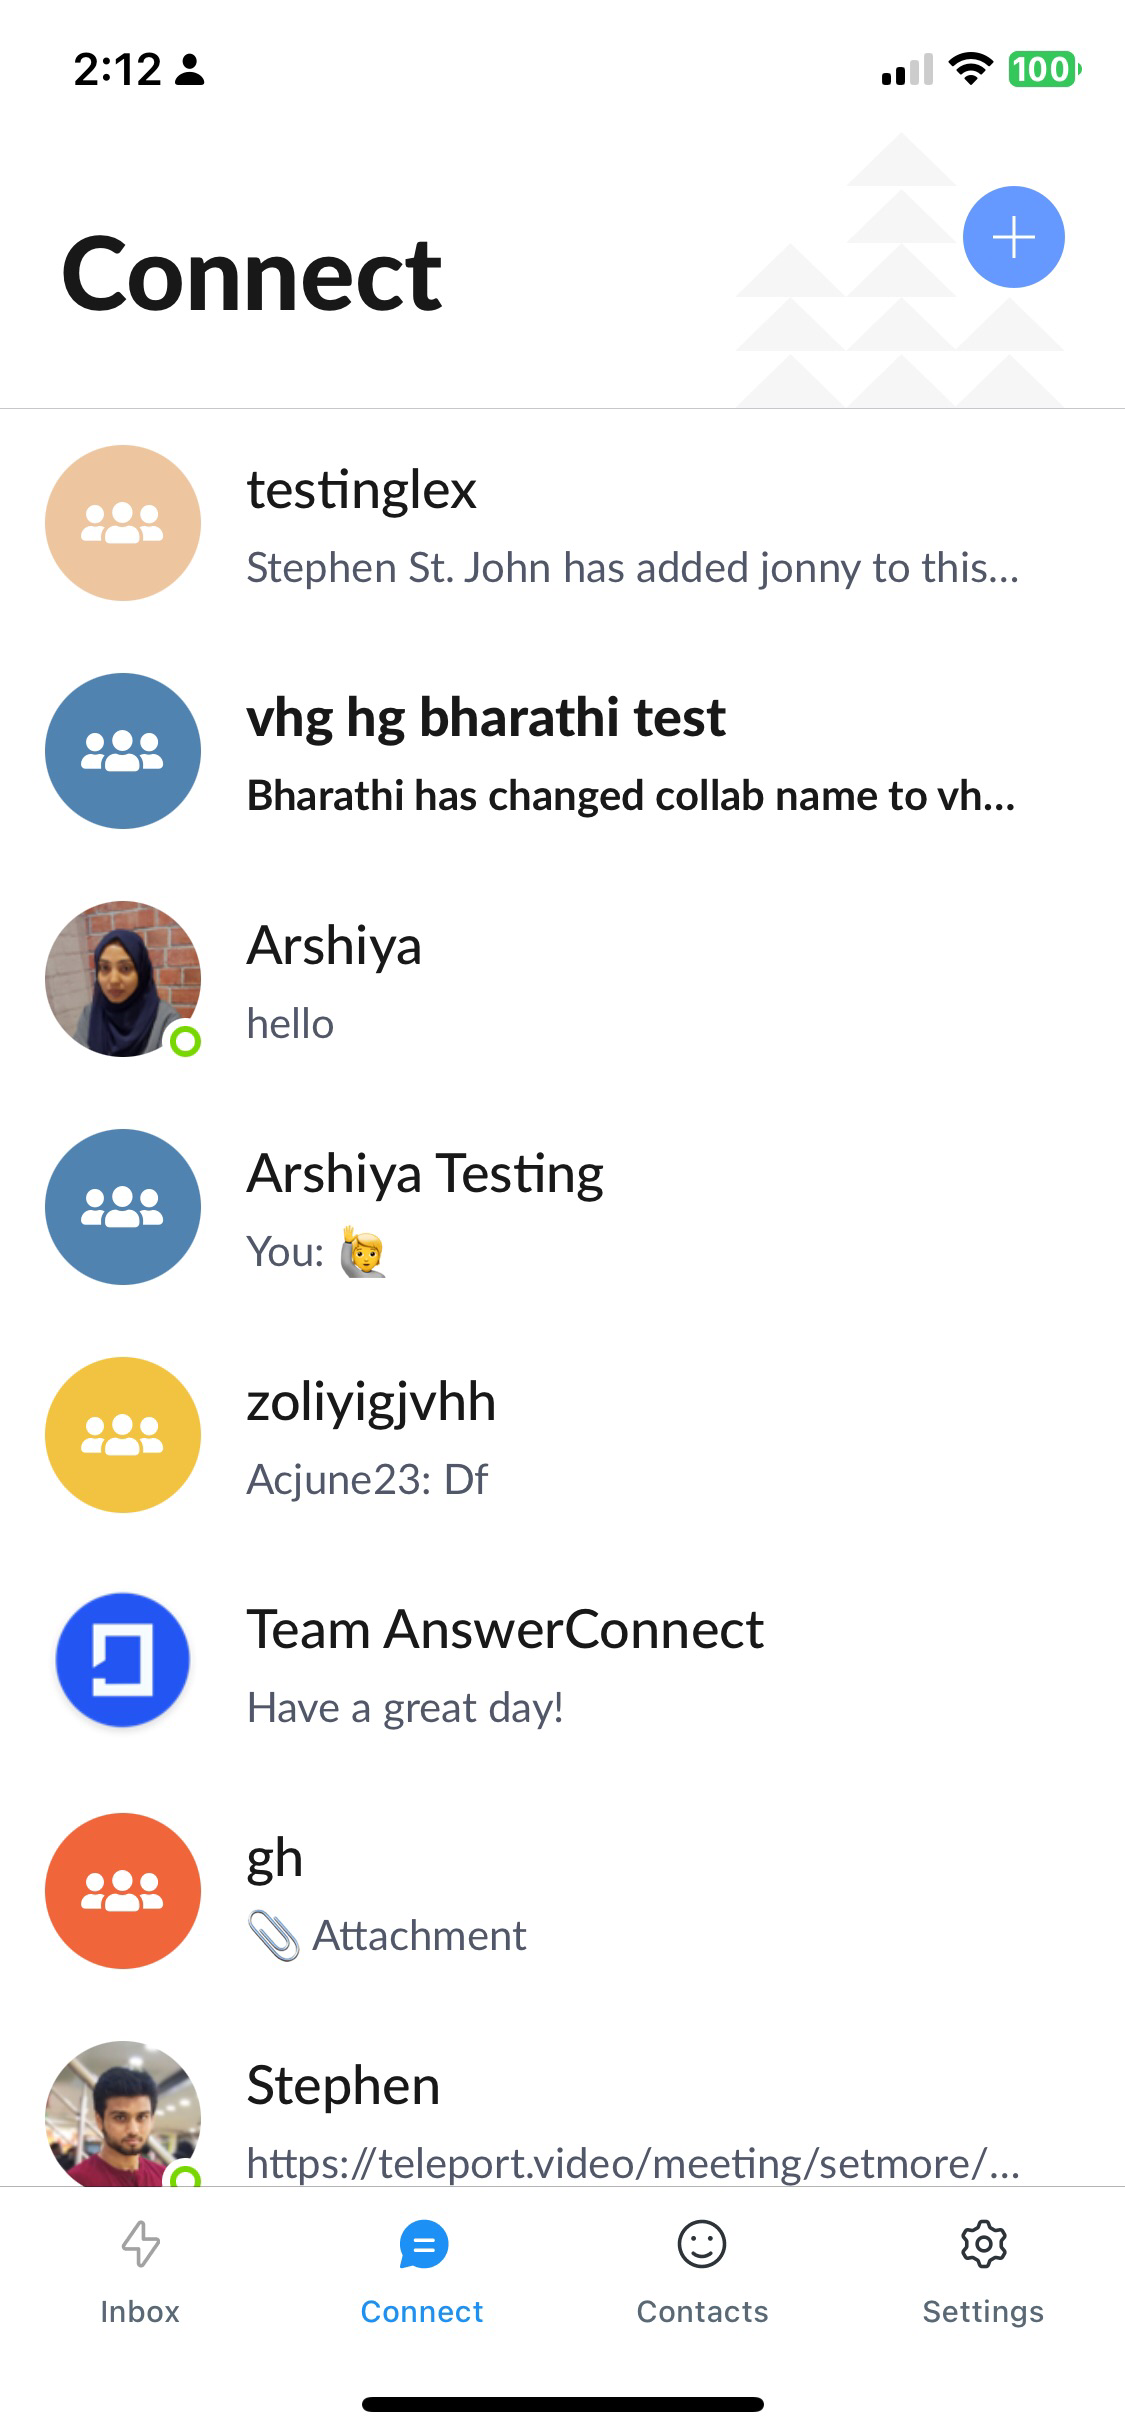 2:12
100
Connect
testinglex
Stephen St. John has added jonny to this...
vhg hg bharathi test
Bharathi has changed collab name to vh...
Arshiya
hello
Arshiya Testing
You: 🙋
zoliyigjvhh
Acjune23: Df
Team AnswerConnect
Have a great day!
gh
📎 Attachment
Stephen
https://teleport.video/meeting/setmore/...
Inbox
Connect
Contacts
Settings